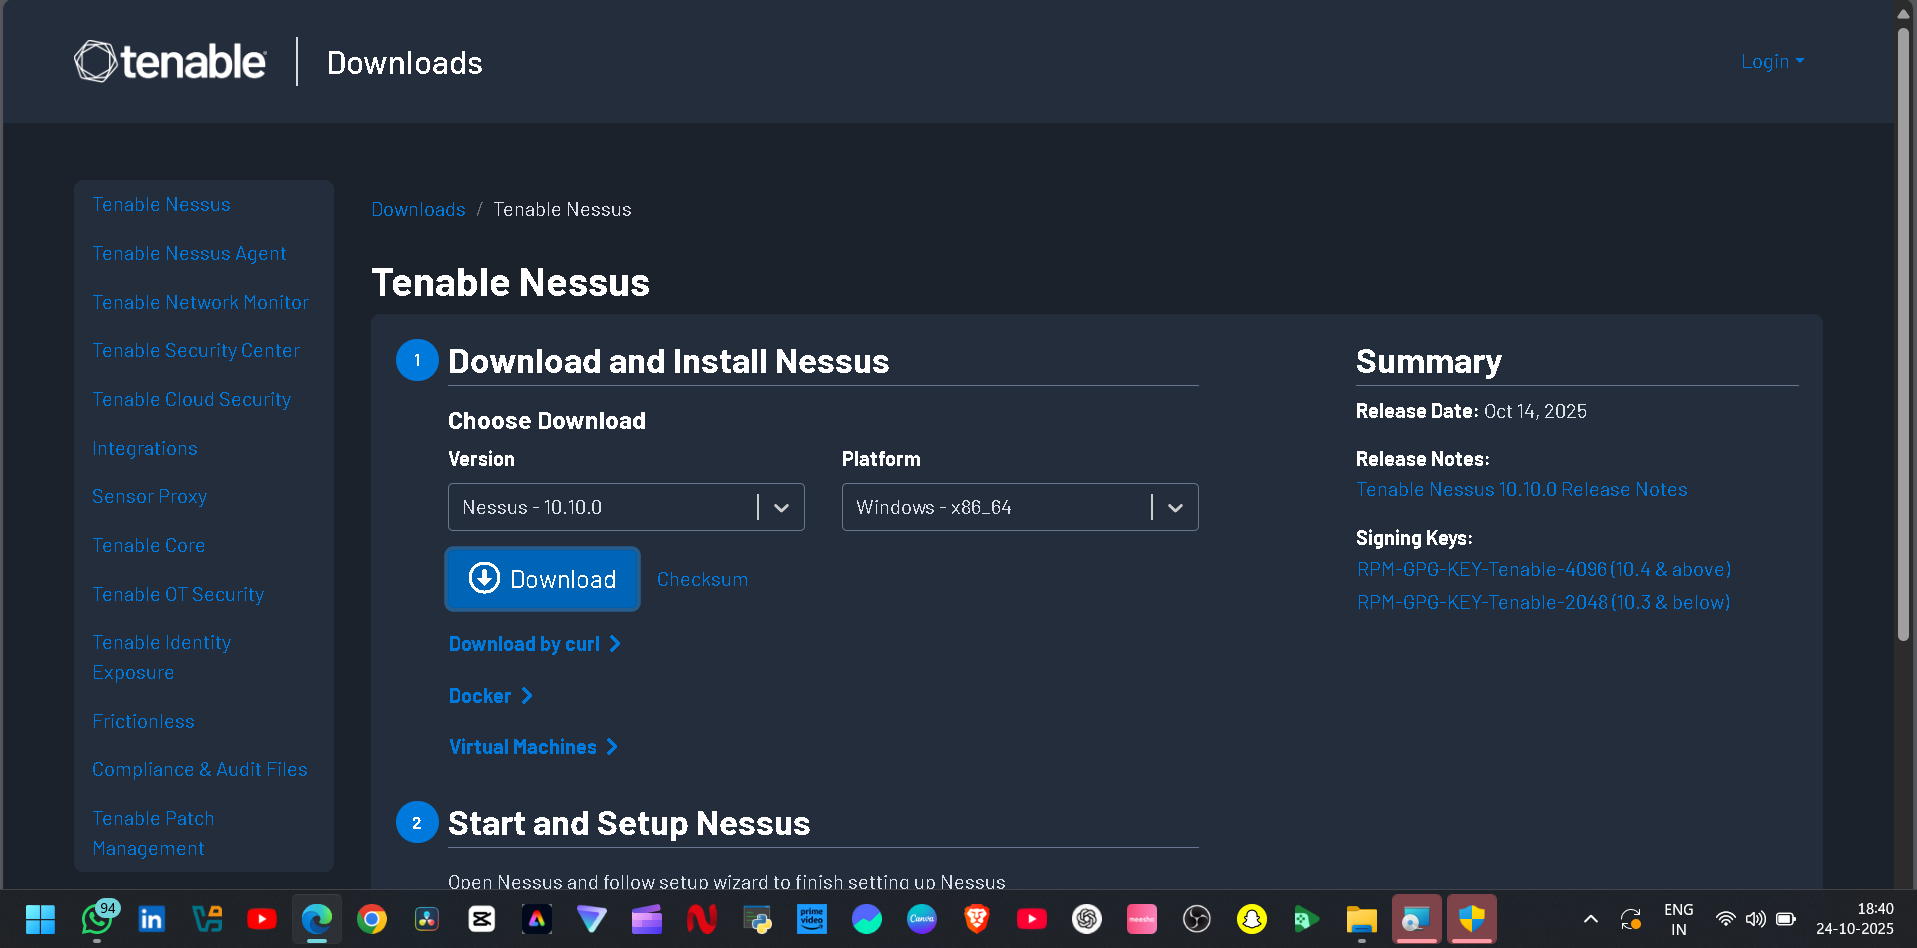 tenable
Downloads
Login
Tenable Nessus
Tenable Nessus Agent
Tenable Network Monitor
Tenable Security Center
Tenable Cloud Security
Integrations
Sensor Proxy
Tenable Core
Tenable OT Security
Tenable Identity
Exposure
Frictionless
Compliance & Audit Files
Tenable Patch
Management
Downloads / Tenable Nessus
Tenable Nessus
1 Download and Install Nessus
Choose Download
Version
Platform
Nessus - 10.10.0
Windows - x86_64
Download
Checksum
Download by curl
Docker
Virtual Machines
2 Start and Setup Nessus
Open Nessus and follow setup wizard to finish setting up Nessus
Summary
Release Date: Oct 14, 2025
Release Notes:
Tenable Nessus 10.10.0 Release Notes
Signing Keys:
RPM-GPG-KEY-Tenable-4096 (10.4 & above)
RPM-GPG-KEY-Tenable-2048 (10.3 & below)
94
in
prime
video
Canva
meesho
ENG
IN
18:40
24-10-2025